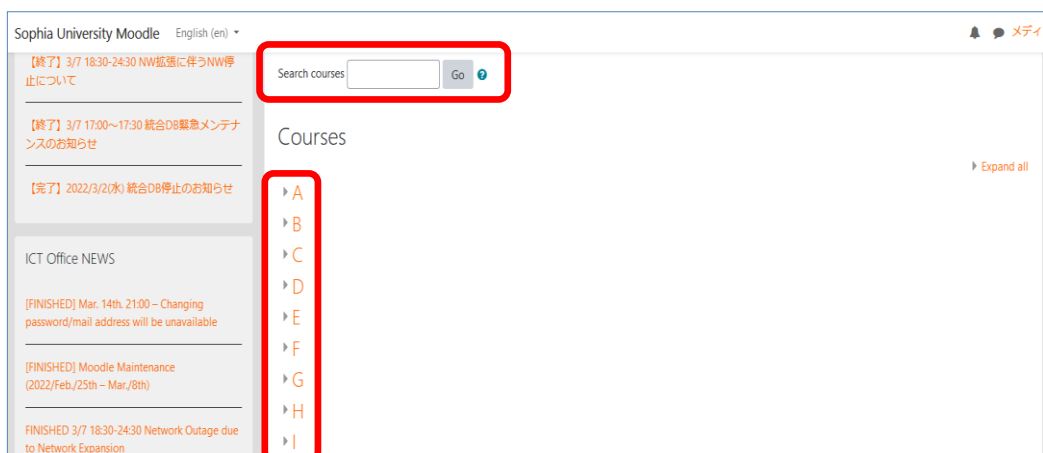 Sophia University Moodle English (en)
メディ
【終了】3/7 18:30-24:30 NW拡張に伴うNW停
止について
【終了】3/7 17:00～17:30 統合DB緊急メンテナ
ンスのお知らせ
【完了】2022/3/2(水) 統合DB停止のお知らせ
ICT Office NEWS
[FINISHED] Mar. 14th. 21:00 – Changing
password/mail address will be unavailable
[FINISHED] Moodle Maintenance
(2022/Feb./25th – Mar./8th)
FINISHED 3/7 18:30-24:30 Network Outage due
to Network Expansion
Search courses Go ?
Courses
Expand all
A
B
C
D
E
F
G
H
I